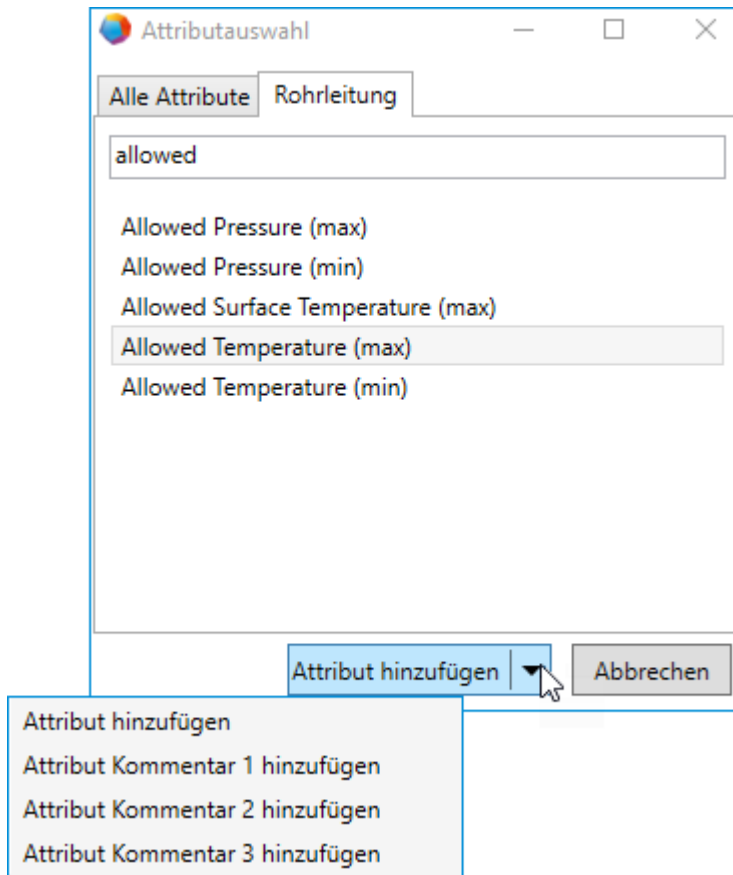 Attributauswahl
Alle Attribute Rohrleitung
allowed
Allowed Pressure (max)
Allowed Pressure (min)
Allowed Surface Temperature (max)
Allowed Temperature (max)
Allowed Temperature (min)
Attribut hinzufügen Abbrechen
Attribut hinzufügen
Attribut Kommentar 1 hinzufügen
Attribut Kommentar 2 hinzufügen
Attribut Kommentar 3 hinzufügen